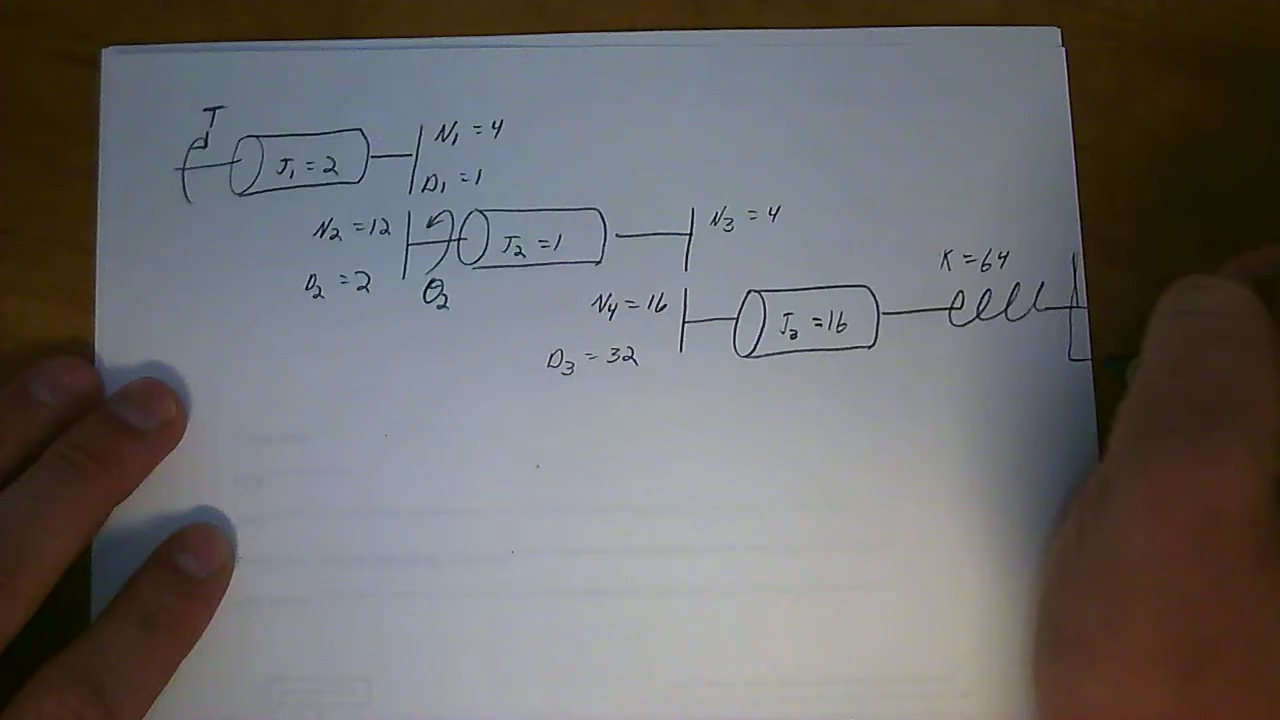 T
J₁ = 2
N₁ = 4
D₁ = 1
N₂ = 12
D₂ = 2
θ₂
J₂ = 1
N₃ = 4
N₄ = 16
D₃ = 32
J₃ = 16
K = 64